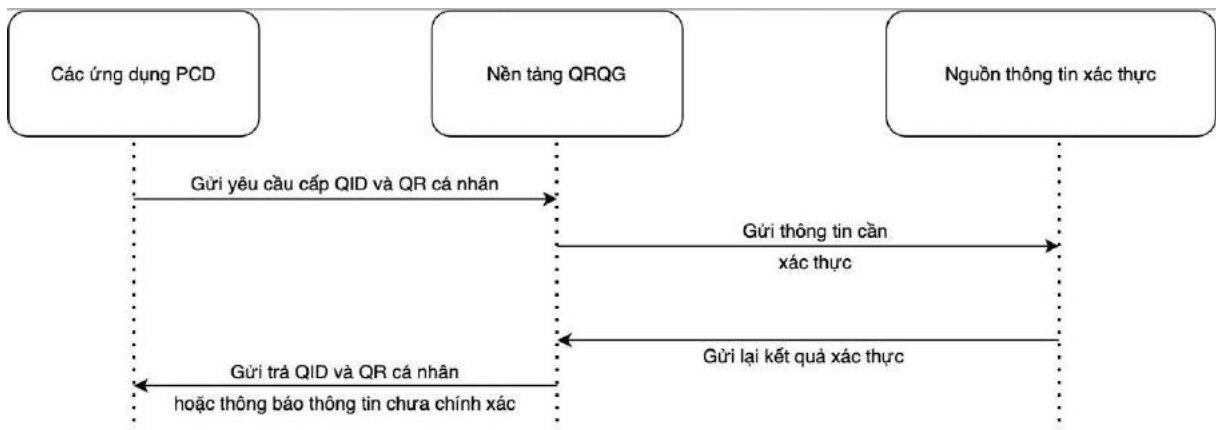 Các ứng dụng PCD
Nền tảng QRQG
Nguồn thông tin xác thực
Gửi yêu cầu cấp QID và QR cá nhân
Gửi thông tin cần
xác thực
Gửi lại kết quả xác thực
Gửi trả QID và QR cá nhân
hoặc thông báo thông tin chưa chính xác